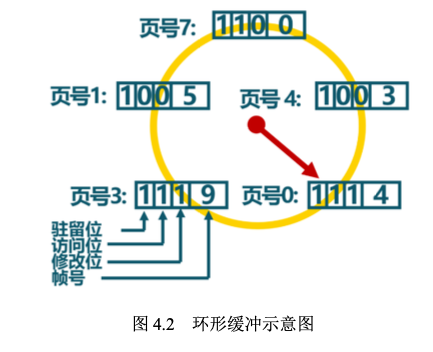 页号7: 1 1 0 0
页号1: 1 0 0 5
页号 4: 1 0 0 3
页号3: 1 1 1 9
页号0: 1 1 1 4
驻留位
访问位
修改位
帧号
图 4.2 环形缓冲示意图